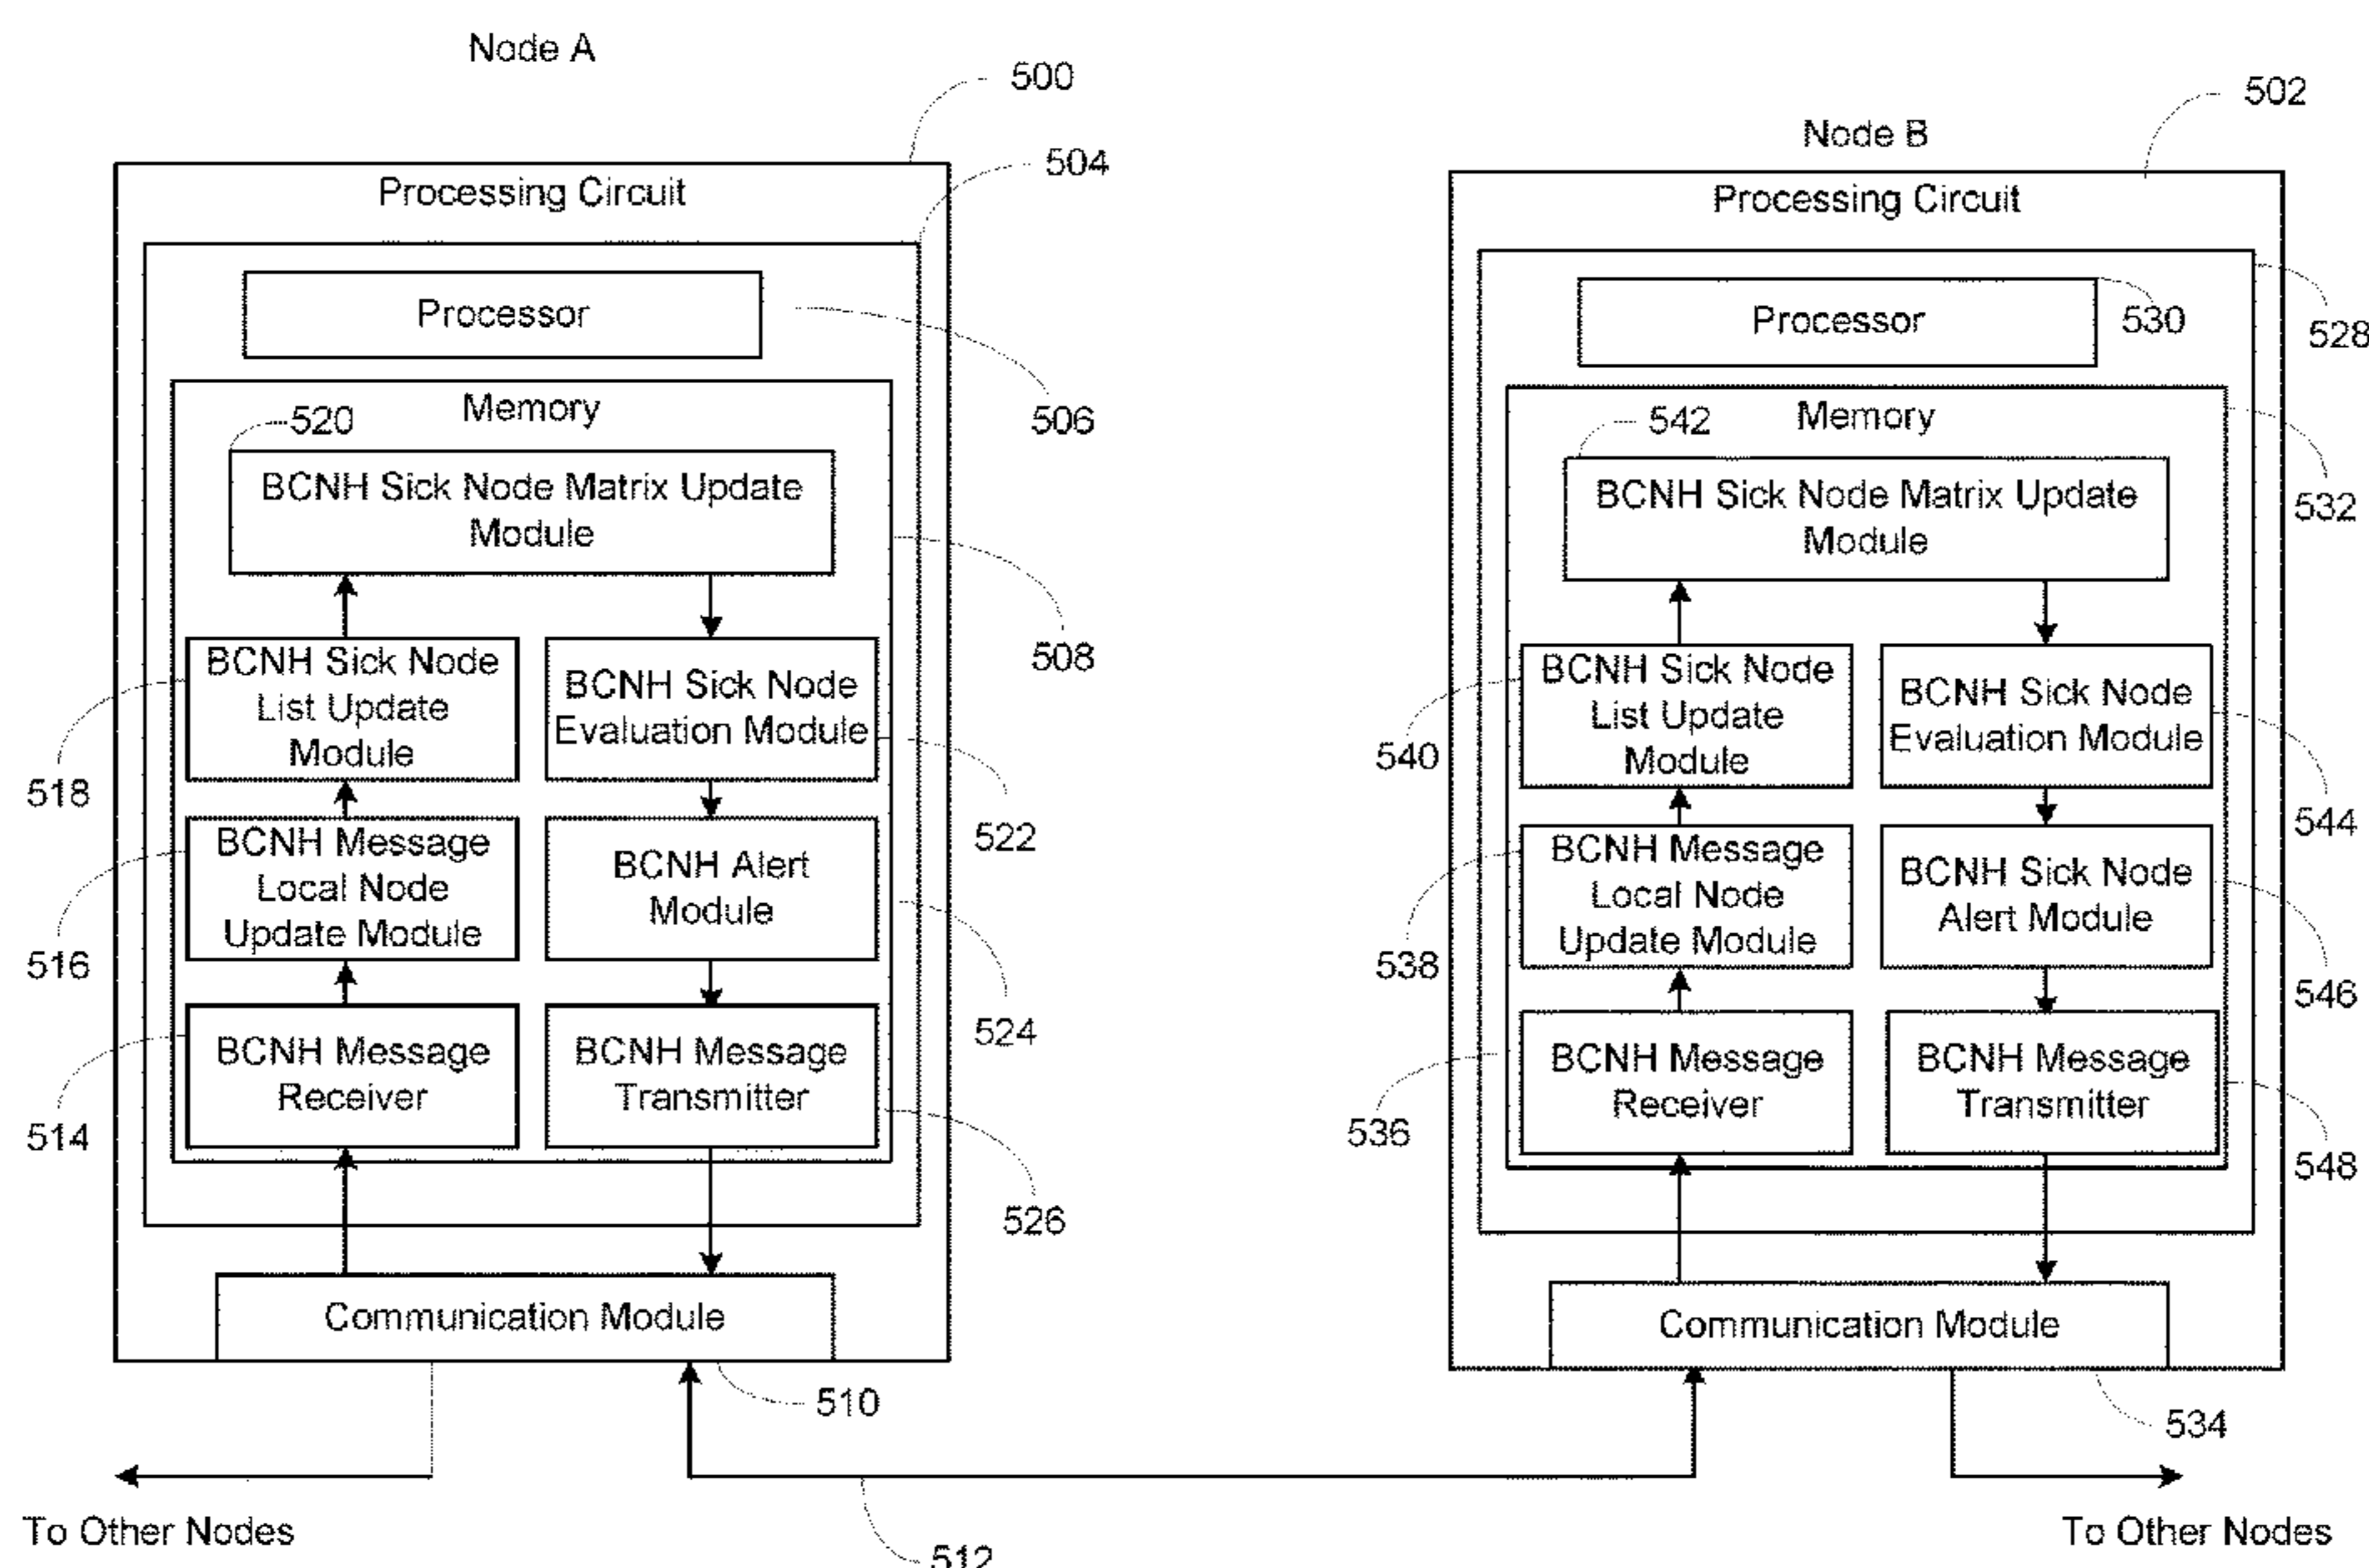 Node A
500
504
Processing Circuit
Processor
506
Memory
520
BCNH Sick Node Matrix Update
Module
508
BCNH Sick Node
List Update
Module
518
BCNH Sick Node
Evaluation Module
522
BCNH Message
Local Node
Update Module
516
BCNH Alert
Module
524
BCNH Message
Receiver
514
BCNH Message
Transmitter
526
Communication Module
510
To Other Nodes
512
Node B
502
Processing Circuit
528
Processor
530
Memory
532
542
BCNH Sick Node Matrix Update
Module
BCNH Sick Node
List Update
Module
540
BCNH Sick Node
Evaluation Module
544
BCNH Message
Local Node
Update Module
538
BCNH Sick Node
Alert Module
546
BCNH Message
Receiver
536
BCNH Message
Transmitter
548
Communication Module
534
To Other Nodes